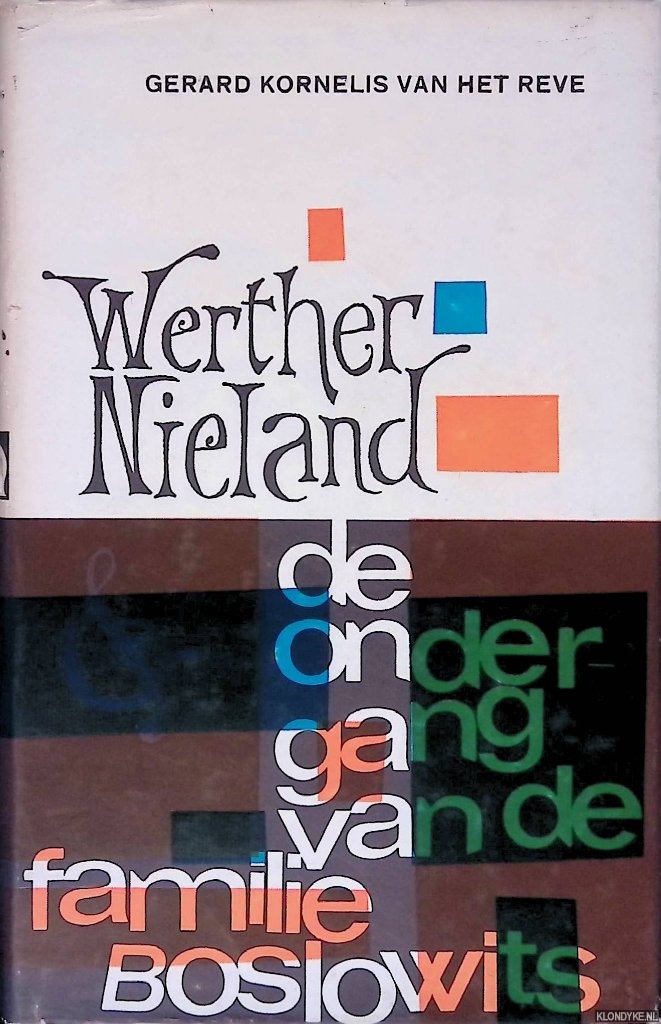 GERARD KORNELIS VAN HET REVE
Werther
Nieland
de
onder-
gang
van de
familie
Boslowits
KLONDYKE.NL